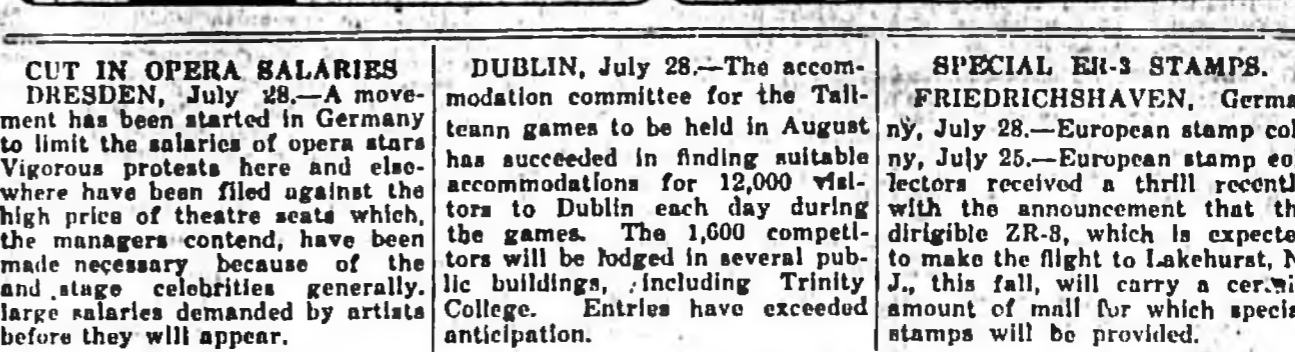 CUT IN OPERA SALARIES
DRESDEN, July 28.—A move-
ment has been started in Germany
to limit the salaries of opera stars
Vigorous protests here and else-
where have been filed against the
high price of theatre seats which,
the managers contend, have been
made necessary because of the
and stage celebrities generally.
large salaries demanded by artists
before they will appear.
DUBLIN, July 28.—The accom-
modation committee for the Tail-
teann games to be held in August
has succeeded in finding suitable
accommodations for 12,000 visi-
tors to Dublin each day during
the games. The 1,600 competi-
tors will be lodged in several pub-
lic buildings, including Trinity
College. Entries have exceeded
anticipation.
SPECIAL STAMPS.
FRIEDRICHSHAVEN, Germa
ny, July 28.—European stamp col
ny, July 25.—European stamp col
lectors received a thrill recentl
with the announcement that th
dirigible ZR-3, which is expecte
to make the flight to Lakehurst, N
J., this fall, will carry a
amount of mail for which specia
stamps will be provided.